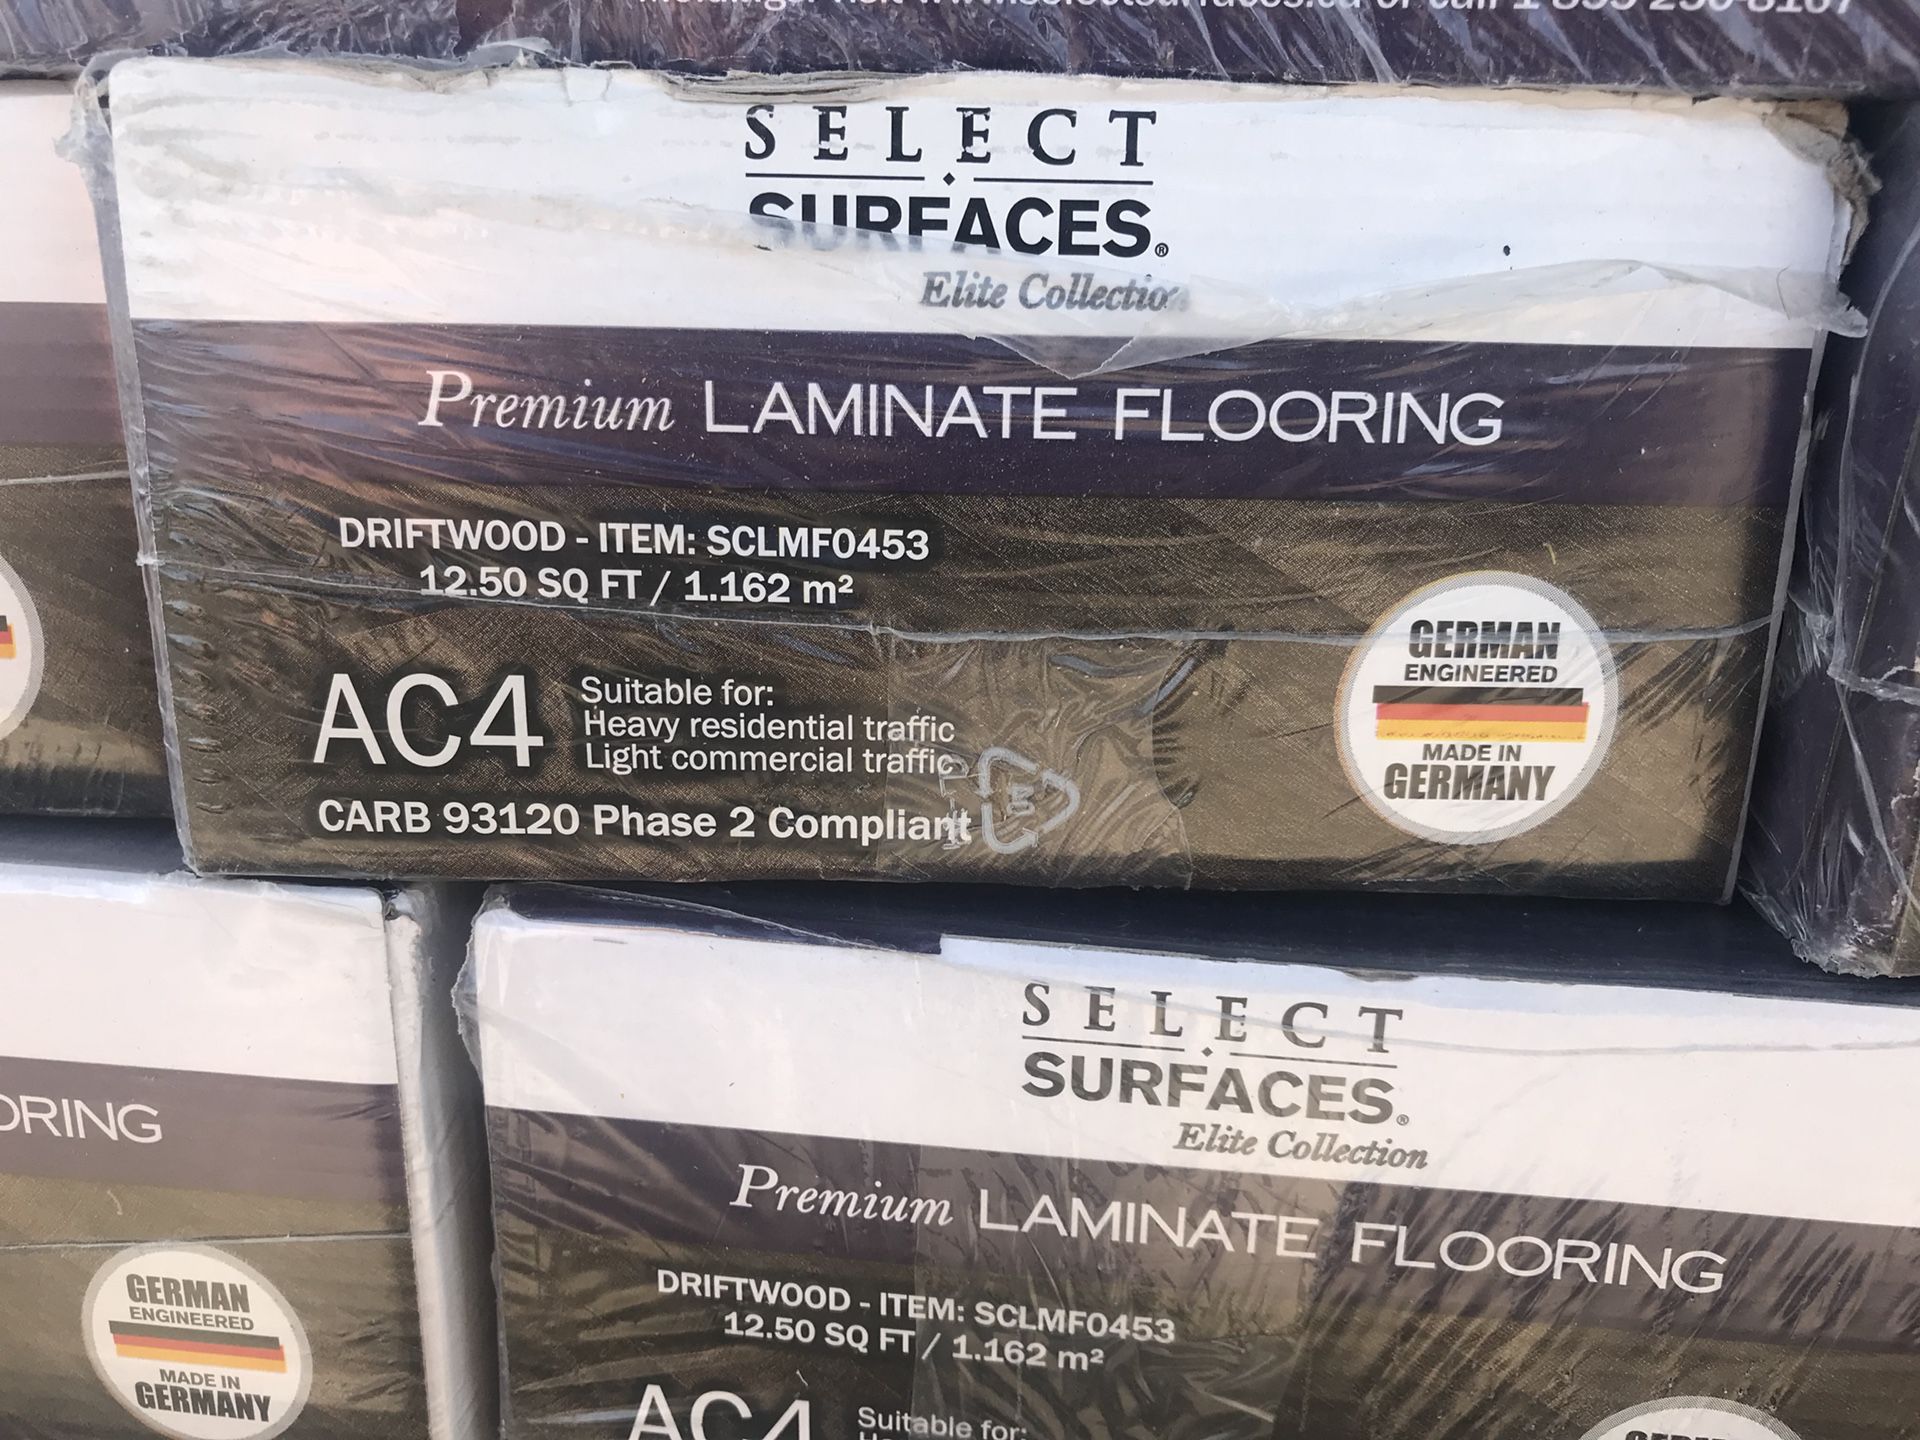 SELECT
SURFACES®
Elite Collection
Premium LAMINATE FLOORING
DRIFTWOOD - ITEM: SCLMF0453
12.50 SQ FT / 1.162 m²
AC4
Suitable for:
Heavy residential traffic
Light commercial traffic
CARB 93120 Phase 2 Compliant
GERMAN
ENGINEERED
MADE IN
GERMANY
ORING
GERMAN
ENGINEERED
MADE IN
GERMANY
SELECT
SURFACES®
Elite Collection
Premium LAMINATE FLOORING
DRIFTWOOD - ITEM: SCLMF0453
12.50 SQ FT / 1.162 m²
AC4
Suitable for:
GERMAN